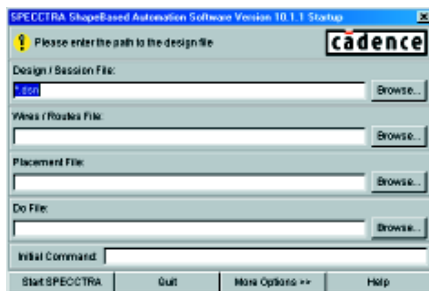 SPECCTRA ShapeBased Automation Software Version 10.1.1 Startup
Please enter the path to the design file
cādence
Design / Session File:
*.dsn
Browse...
Wires / Routes File:
Browse...
Placement File:
Browse...
Do File:
Browse...
Initial Command:
Start SPECCTRA
Quit
More Options >>
Help